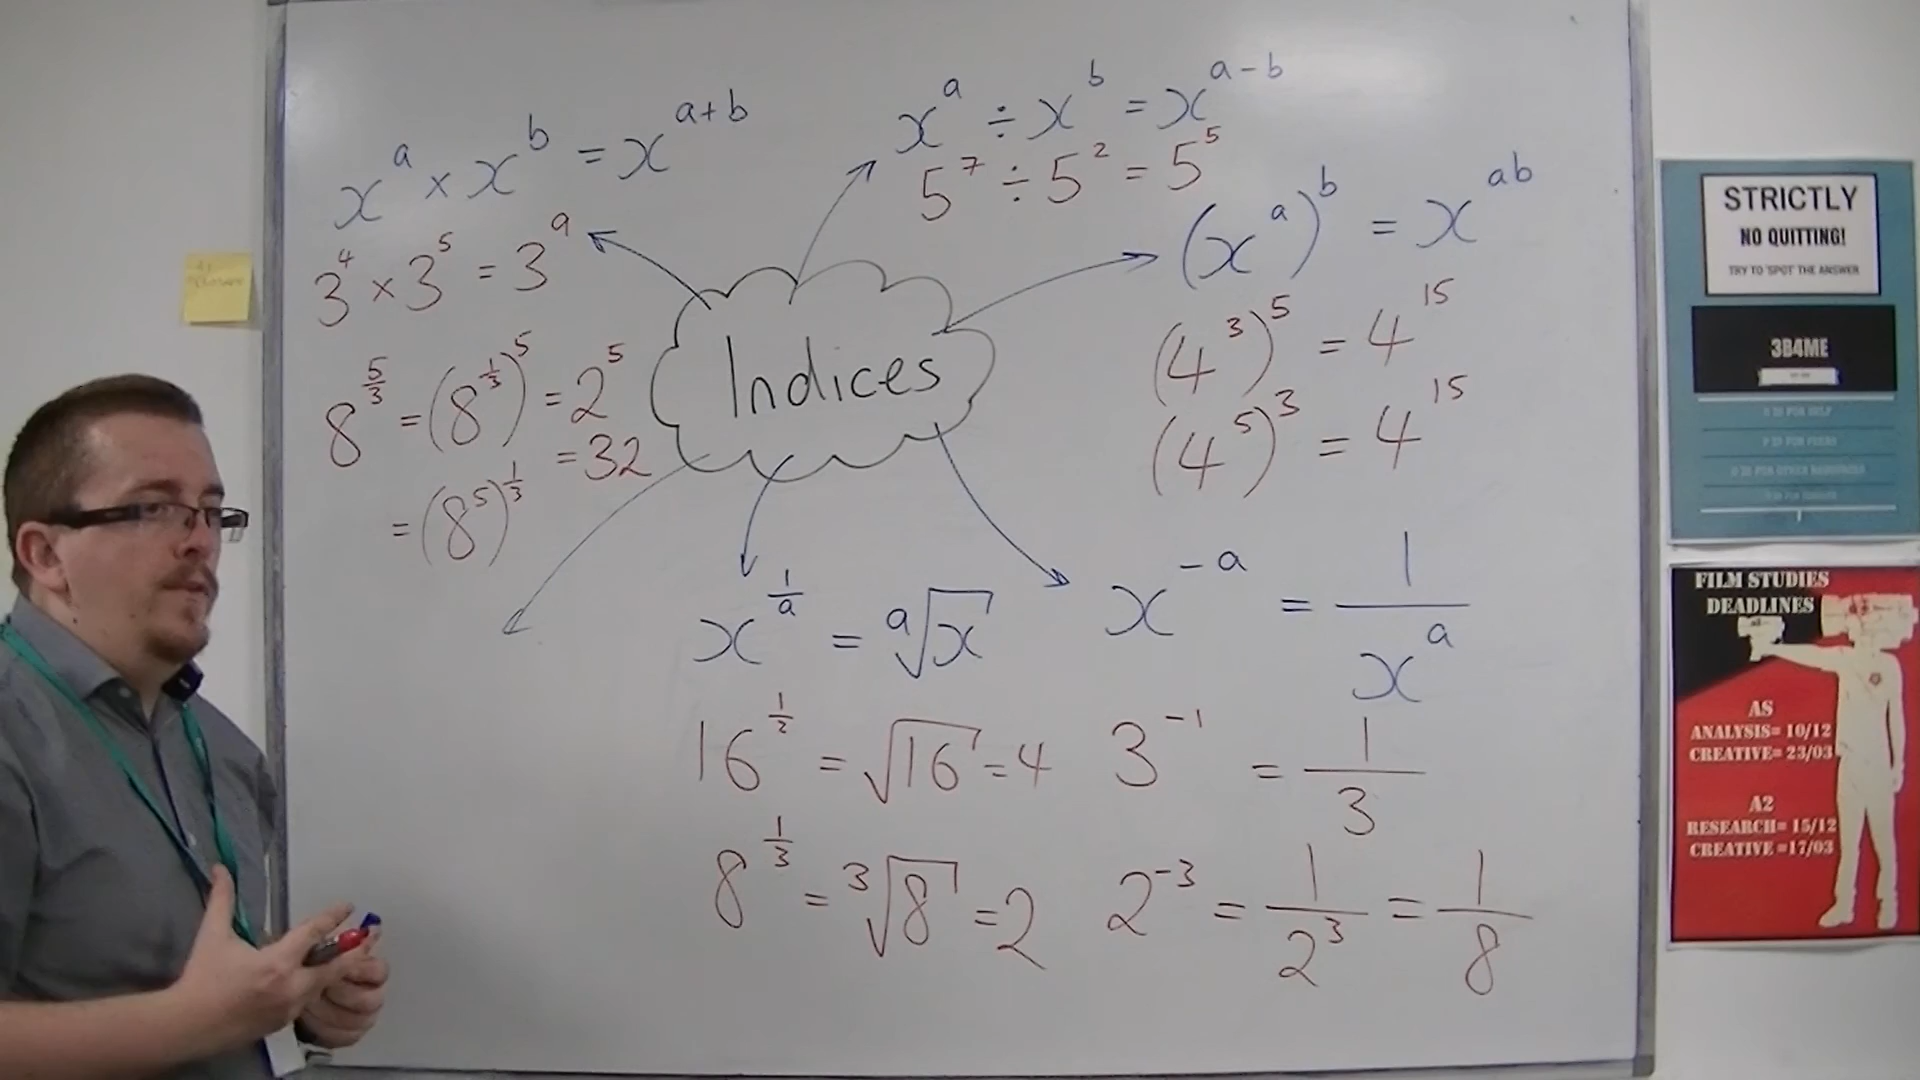 xᵃ × xᵇ = xᵃ⁺ᵇ
3⁴ × 3⁵ = 3⁹
8^(5/3) = (8^(1/3))⁵ = 2⁵
= 32
= (8⁵)^(1/3)
xᵃ ÷ xᵇ = xᵃ⁻ᵇ
5⁷ ÷ 5² = 5⁵
(xᵃ)ᵇ = xᵃᵇ
(4³)⁵ = 4¹⁵
(4⁵)³ = 4¹⁵
Indices
x^(1/a) = ᵃ√x
16^(1/2) = √16 = 4
8^(1/3) = ³√8 = 2
x⁻ᵃ = 1/xᵃ
3⁻¹ = 1/3
2⁻³ = 1/2³ = 1/8
STRICTLY
NO QUITTING!
TRY TO 'SPOT' THE ANSWER
3B4ME
FILM STUDIES
DEADLINES
AS
ANALYSIS= 10/12
CREATIVE= 23/03
A2
RESEARCH= 15/12
CREATIVE =17/03